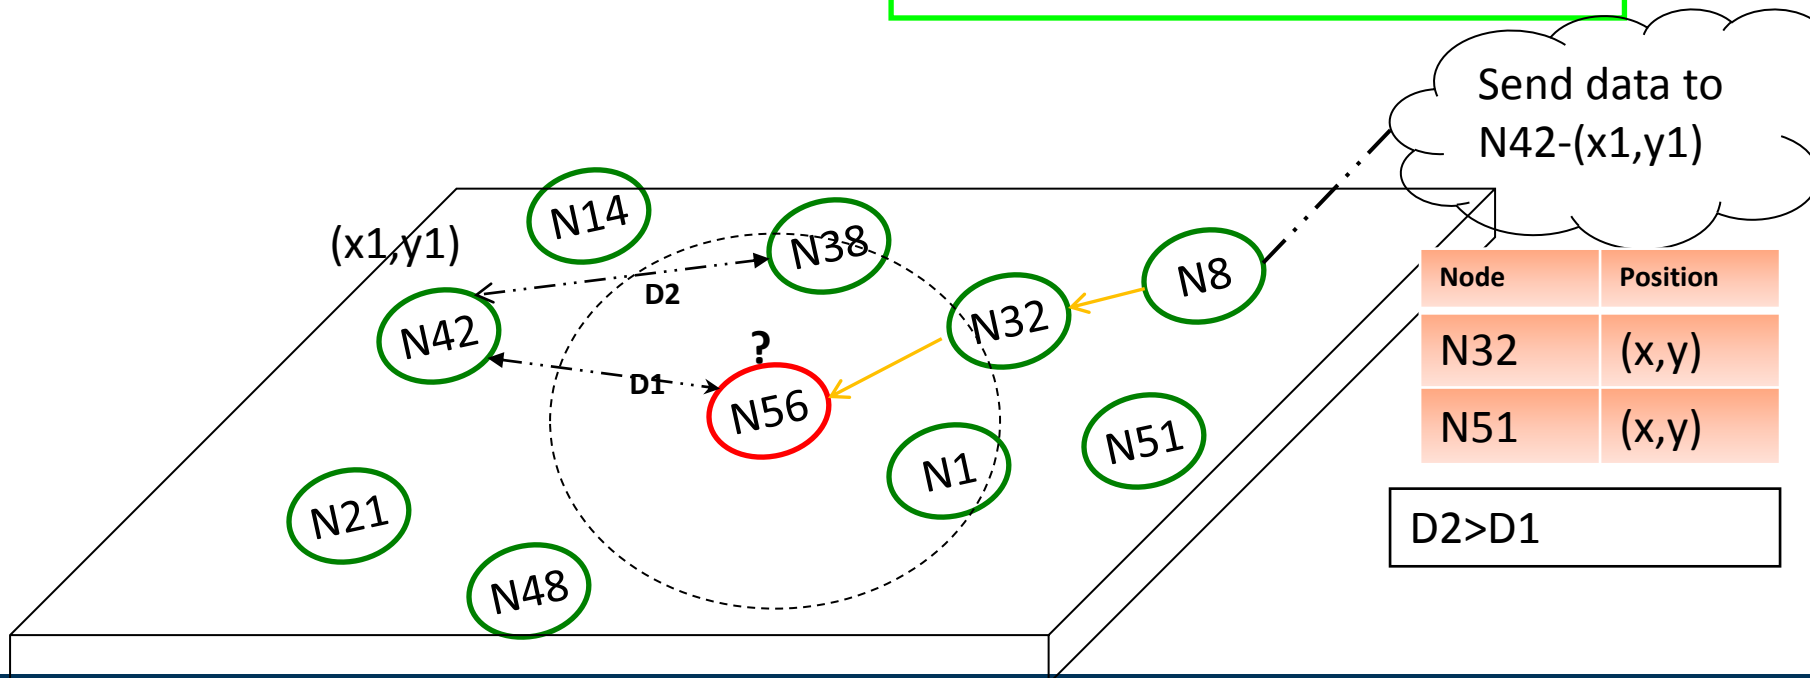 Send data to
N42-(x1,y1)
N14
(x1,y1)
N38
N8
D2
N42
N32
?
D1
N56
N1
N51
N21
N48
Node Position
N32 (x,y)
N51 (x,y)
D2>D1